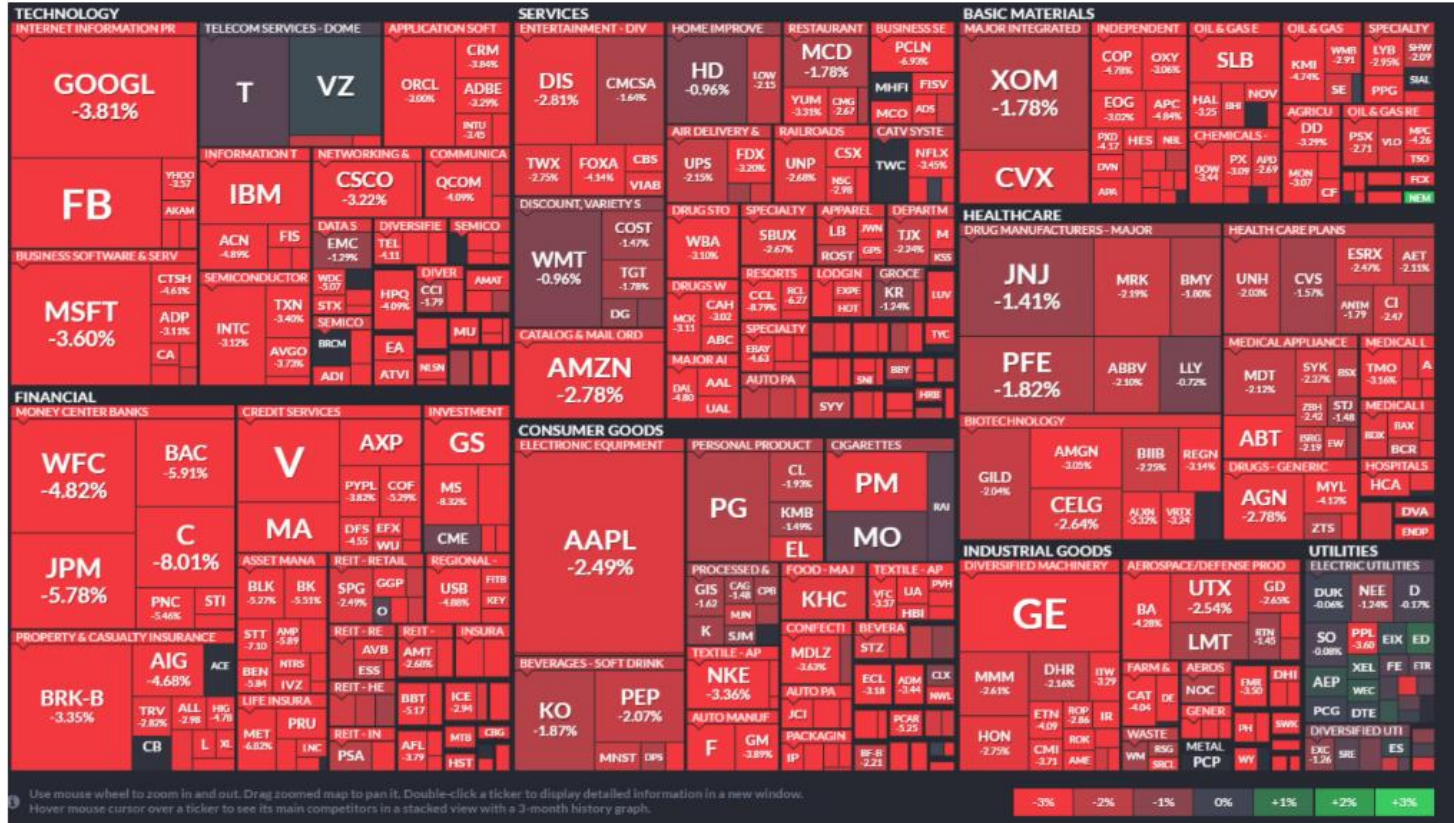 TECHNOLOGY
INTERNET INFORMATION PR
GOOGL
-3.81%
FB
YHOO
-3.57
AKAM
TELECOM SERVICES - DOME
T
VZ
APPLICATION SOFT
ORCL
-3.00%
CRM
-3.84%
ADBE
-3.29%
INTU
-3.45
INFORMATION T
IBM
ACN
-4.89%
FIS
NETWORKING &
CSCO
-3.22%
COMMUNICA
QCOM
-4.09%
DATA S
EMC
-1.29%
WDC
-5.07
STX
DIVERSIFIE
TEL
-4.11
SEMICO
BUSINESS SOFTWARE & SERV
MSFT
-3.60%
CTSH
-4.61%
ADP
-3.11%
CA
SEMICONDUCTOR
INTC
-3.12%
TXN
-3.40%
AVGO
-3.73%
SEMICO
BRCM
ADI
HPQ
-4.09%
DIVER
CCI
-1.79
AMAT
MU
EA
ATVI
NLSN
FINANCIAL
MONEY CENTER BANKS
WFC
-4.82%
BAC
-5.91%
JPM
-5.78%
C
-8.01%
PNC
-5.46%
STI
CREDIT SERVICES
V
MA
AXP
PYPL
-3.82%
COF
-5.29%
DFS
-4.55
EFX
WU
INVESTMENT
GS
MS
-8.32%
CME
PROPERTY & CASUALTY INSURANCE
BRK-B
-3.35%
AIG
-4.68%
ACE
TRV
-2.82%
ALL
-2.98
HIG
-4.78
CB
L
XL
ASSET MANA
BLK
-5.27%
BK
-5.51%
STT
-7.10
AMP
-5.89
BEN
-5.84
NTRS
IVZ
LIFE INSURA
MET
-6.82%
PRU
LNC
REIT - RETAIL
SPG
-2.49%
GGP
O
REGIONAL -
USB
-4.88%
FITB
KEY
REIT - RE
AVB
ESS
REIT -
AMT
-2.60%
INSURA
REIT - HE
REIT - IN
PSA
BBT
-5.17
ICE
-2.94
AFL
-3.79
MTB
CBG
HST
SERVICES
ENTERTAINMENT - DIV
DIS
-2.81%
CMCSA
-1.64%
TWX
-2.75%
FOXA
-4.14%
CBS
VIAB
HOME IMPROVE
HD
-0.96%
LOW
-2.15
RESTAURANT
MCD
-1.78%
YUM
-3.31%
CMG
-2.67
BUSINESS SE
PCLN
-6.93%
MHFI
FISV
MCO
ADS
AIR DELIVERY &
UPS
-2.15%
FDX
-3.20%
RAILROADS
UNP
-2.68%
CSX
NSC
-2.98
CATV SYSTE
TWC
NFLX
-3.45%
DISCOUNT, VARIETY S
WMT
-0.96%
COST
-1.47%
TGT
-1.78%
DG
DRUG STO
WBA
-3.10%
SPECIALTY
SBUX
-2.67%
APPAREL
LB
JWN
ROST
GPS
DEPARTM
TJX
-2.24%
M
KSS
DRUGS W
MCK
-3.11
CAH
-3.02
ABC
RESORTS
CCL
-8.79%
RCL
-6.27
LODGIN
EXPE
HOT
GROCE
KR
-1.24%
LUV
SPECIALTY
EBAY
-4.63
TYC
CATALOG & MAIL ORD
AMZN
-2.78%
MAJOR AI
DAL
-4.80
AAL
UAL
AUTO PA
SNI
BBY
SYY
HRB
CONSUMER GOODS
ELECTRONIC EQUIPMENT
AAPL
-2.49%
PERSONAL PRODUCT
PG
CL
-1.93%
KMB
-1.49%
EL
CIGARETTES
PM
MO
RAI
PROCESSED &
GIS
-1.62
CAG
-1.48
CPB
MJN
K
SJM
FOOD - MAJ
KHC
TEXTILE - AP
VFC
-3.37
UA
PVH
HBI
BEVERAGES - SOFT DRINK
KO
-1.87%
PEP
-2.07%
MNST
DPS
TEXTILE - AP
NKE
-3.36%
CONFECTI
MDLZ
-3.63%
BEVERA
STZ
AUTO PA
JCI
ECL
-3.18
ADM
-3.44
CLX
NWL
AUTO MANUF
F
GM
-3.89%
PACKAGIN
IP
PCAR
-5.25
BF-B
-2.21
BASIC MATERIALS
MAJOR INTEGRATED
XOM
-1.78%
CVX
INDEPENDENT
COP
-4.78%
OXY
-3.06%
EOG
-3.02%
APC
-4.84%
PXD
-4.17
HES
NBL
DVN
APA
OIL & GAS E
SLB
HAL
-3.25
BHI
NOV
OIL & GAS
KMI
-4.74%
WMB
-2.91
SE
SPECIALTY
LYB
-2.95%
SHW
-2.09
SIAL
PPG
CHEMICALS -
DOW
-3.44
PX
-3.09
APD
-2.69
AGRICU
DD
-3.29%
MON
-3.07
CF
OIL & GAS RE
PSX
-2.71
VLO
MPC
-4.26
TSO
FCX
NEM
HEALTHCARE
DRUG MANUFACTURERS - MAJOR
JNJ
-1.41%
PFE
-1.82%
MRK
-2.19%
BMY
-1.80%
ABBV
-2.10%
LLY
-0.72%
HEALTH CARE PLANS
UNH
-2.03%
CVS
-1.57%
ESRX
-2.47%
AET
-2.11%
ANTM
-1.79
CI
-2.47
MEDICAL APPLIANCE
MDT
-2.12%
SYK
-2.37%
BSX
ABT
ZBH
-2.42
STJ
-1.48
ISRG
-2.19
EW
MEDICAL L
TMO
-3.16%
A
MEDICAL I
BDX
BAX
BCR
BIOTECHNOLOGY
GILD
-2.04%
AMGN
-3.05%
CELG
-2.64%
BIIB
-2.25%
REGN
-3.14%
ALXN
-5.32%
VRTX
-3.24
DRUGS - GENERIC
AGN
-2.78%
MYL
-4.12%
ZTS
HOSPITALS
HCA
DVA
ENDP
INDUSTRIAL GOODS
DIVERSIFIED MACHINERY
GE
MMM
-2.61%
DHR
-2.16%
ITW
-3.29
HON
-2.75%
ETN
-4.09
ROP
-2.86
IR
CMI
-3.71
ROK
AME
AEROSPACE/DEFENSE PROD
BA
-4.28%
UTX
-2.54%
GD
-2.65%
LMT
RTN
-1.45
FARM &
CAT
-4.04
DE
AEROS
NOC
EMR
-3.50
DHI
GENER
WASTE
WM
RSG
SRCL
METAL
PCP
PH
SWK
WY
UTILITIES
ELECTRIC UTILITIES
DUK
-0.06%
NEE
-1.24%
D
-0.17%
SO
-0.08%
PPL
-3.60
EIX
ED
AEP
XEL
FE
ETR
WEC
PCG
DTE
DIVERSIFIED UTI
EXC
-1.26
SRE
ES
Use mouse wheel to zoom in and out. Drag zoomed map to pan it. Double-click a ticker to display detailed information in a new window.
Hover mouse cursor over a ticker to see its main competitors in a stacked view with a 3-month history graph.
-3%
-2%
-1%
0%
+1%
+2%
+3%